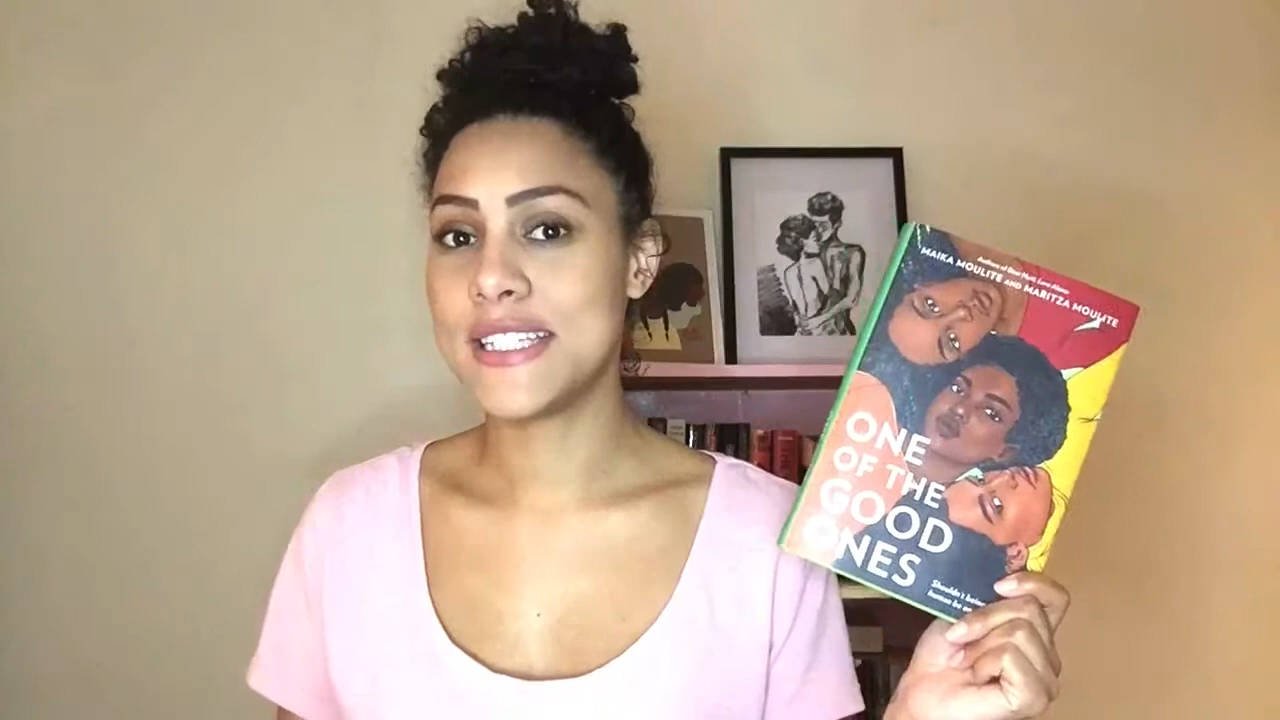 Authors of Dear Haiti, Love Alaine
MAIKA MOULITE AND MARITZA MOULITE
ONE
OF THE
GOOD
ONES
Shouldn't being
human be